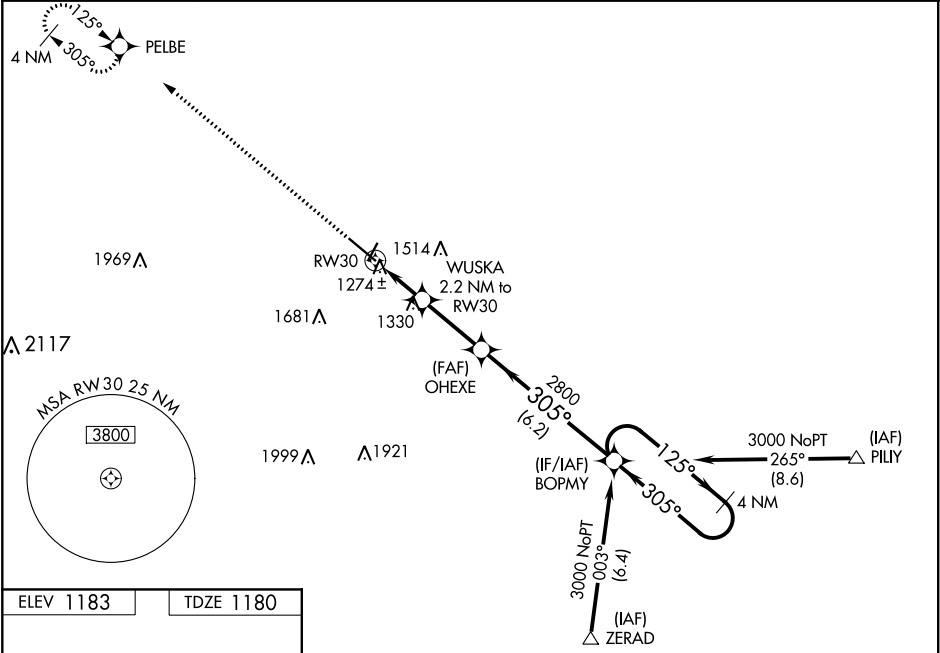 125°
305°
4 NM
PELBE
1969
RW30
1514
1274 ±
WUSKA
2.2 NM to
RW30
1681
1330
2117
(FAF)
OHEXE
MSA RW30 25 NM
3800
2800
305°
(6.2)
1999
1921
(IF/IAF)
BOPMY
125°
305°
4 NM
3000 NoPT
265°
(8.6)
(IAF)
PILIY
3000 NoPT
003°
(6.4)
(IAF)
ZERAD
ELEV 1183
TDZE 1180